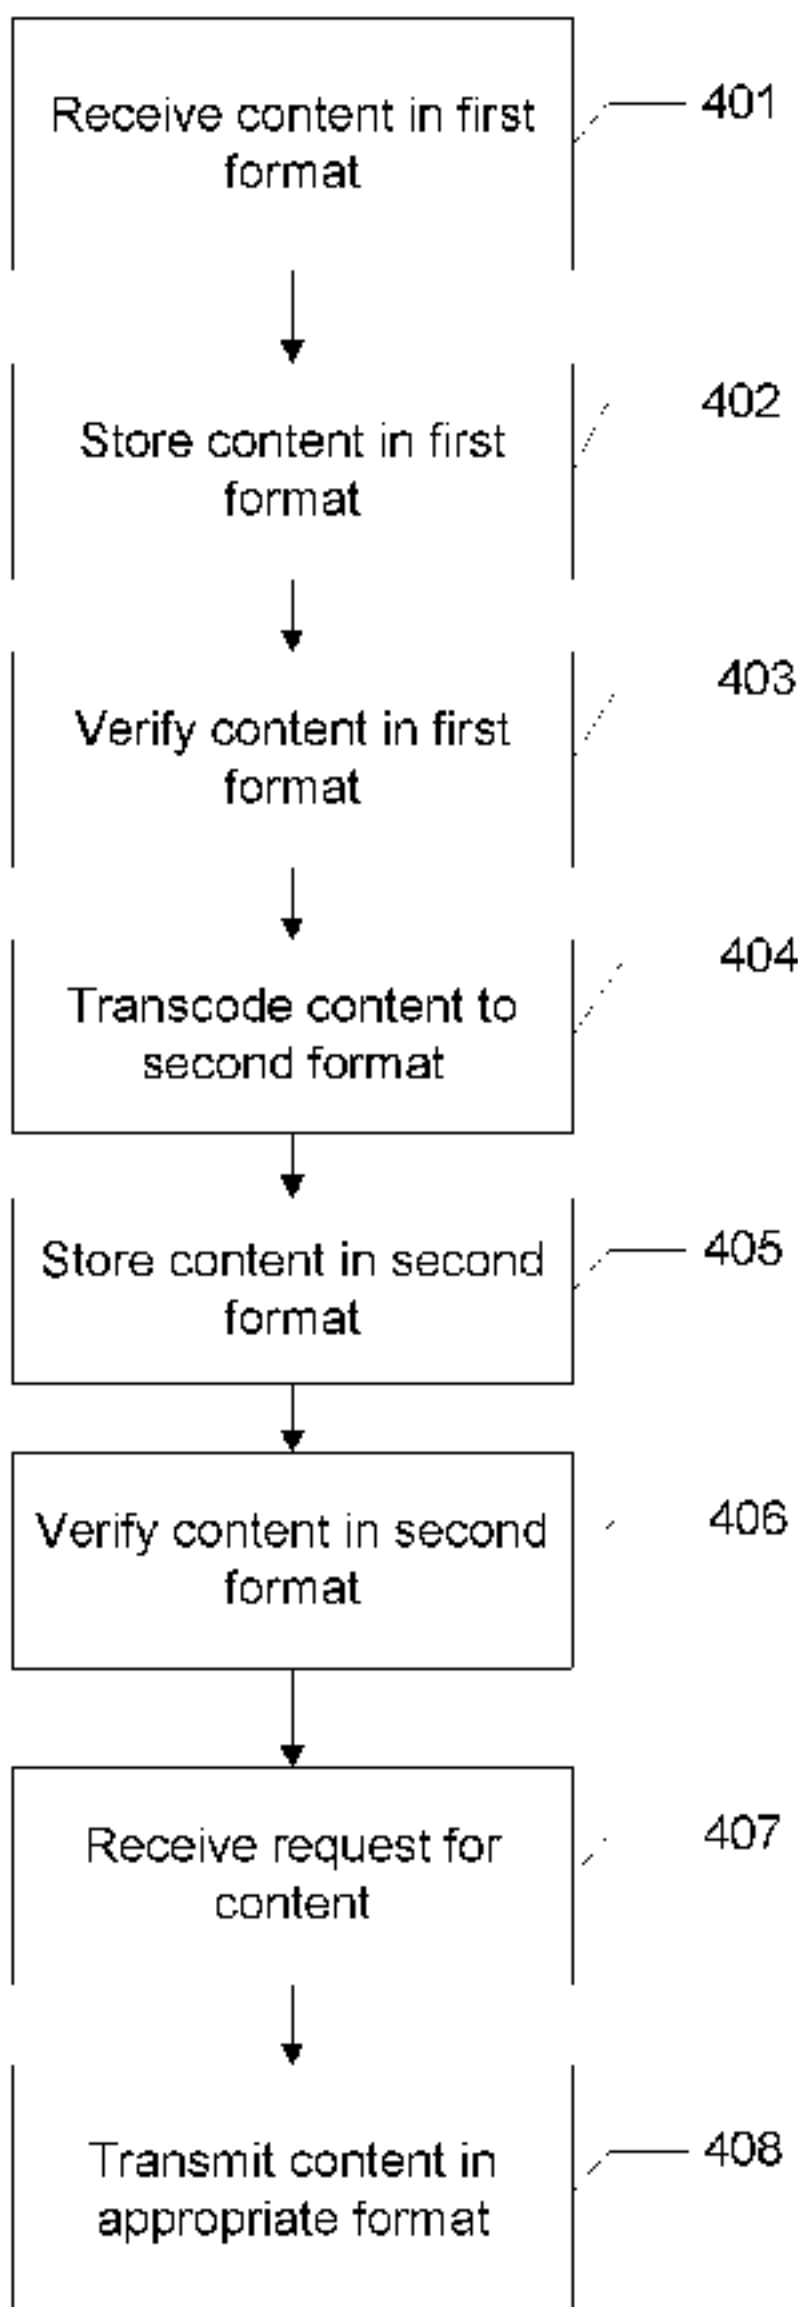 Receive content in first
format
401
Store content in first
format
402
Verify content in first
format
403
Transcode content to
second format
404
Store content in second
format
405
Verify content in second
format
406
Receive request for
content
407
Transmit content in
appropriate format
408